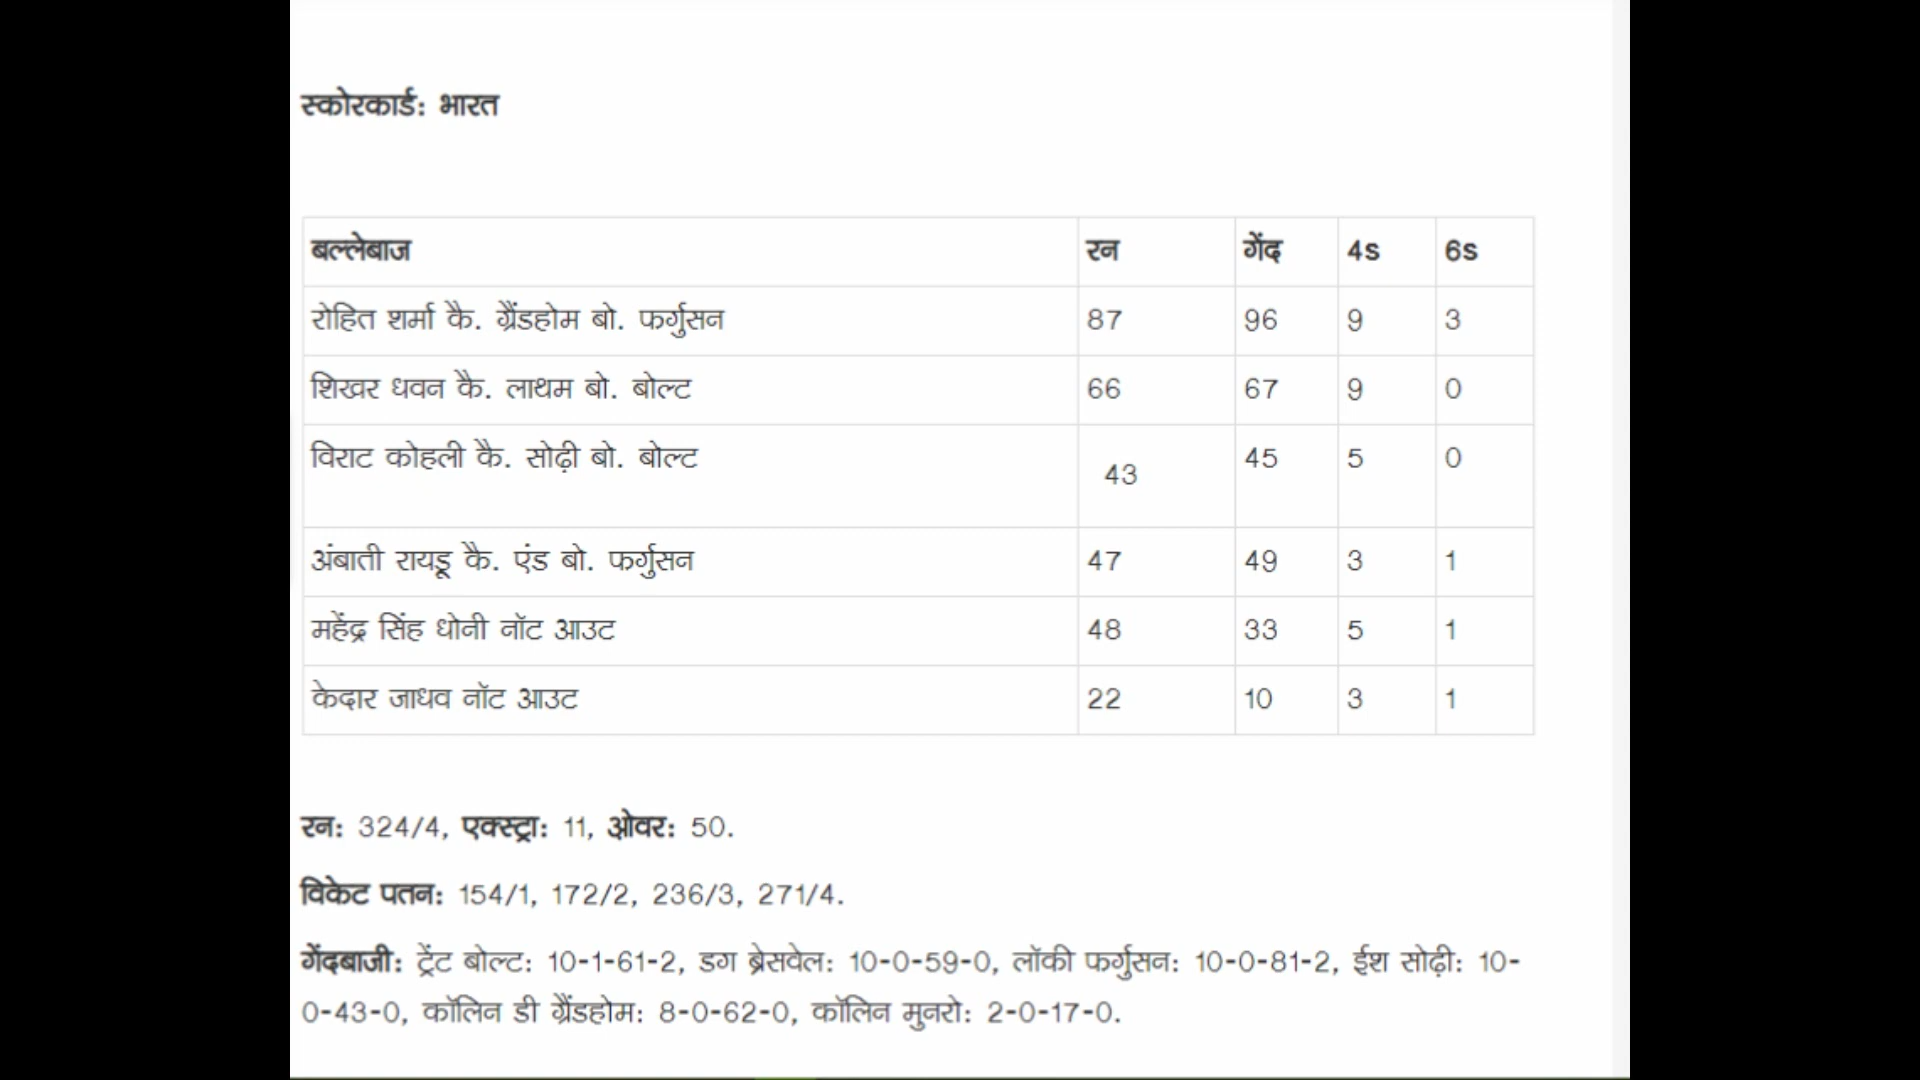 स्कोरकार्ड: भारत
बल्लेबाज रन गेंद 4s 6s
रोहित शर्मा कै. ग्रैंडहोम बो. फर्गुसन 87 96 9 3
शिखर धवन कै. लाथम बो. बोल्ट 66 67 9 0
विराट कोहली कै. सोढ़ी बो. बोल्ट 43 45 5 0
अंबाती रायडू कै. एंड बो. फर्गुसन 47 49 3 1
महेंद्र सिंह धोनी नॉट आउट 48 33 5 1
केदार जाधव नॉट आउट 22 10 3 1
रन: 324/4, एक्स्ट्रा: 11, ओवर: 50.
विकेट पतन: 154/1, 172/2, 236/3, 271/4.
गेंदबाजी: ट्रेंट बोल्ट: 10-1-61-2, डग ब्रेसवेल: 10-0-59-0, लॉकी फर्गुसन: 10-0-81-2, ईश सोढ़ी: 10-
0-43-0, कॉलिन डी ग्रैंडहोम: 8-0-62-0, कॉलिन मुनरो: 2-0-17-0.